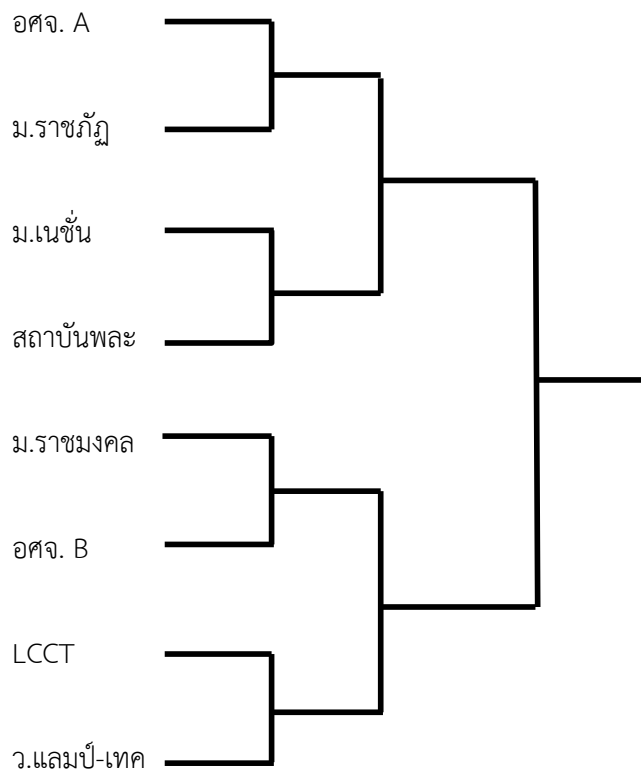 อศจ. A
ม.ราชภัฏ
ม.เนชั่น
สถาบันพละ
ม.ราชมงคล
อศจ. B
LCCT
ว.แลมป์-เทค